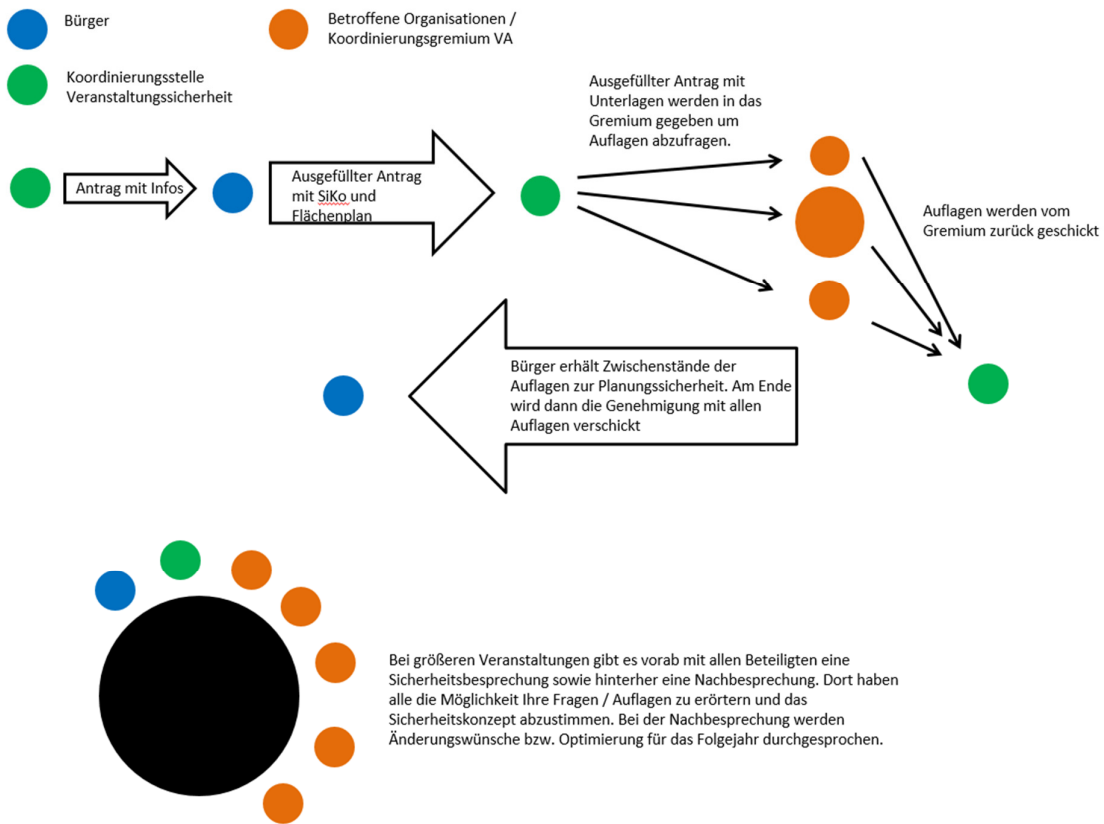 Bürger
Betroffene Organisationen /
Koordinierungsgremium VA
Koordinierungsstelle
Veranstaltungssicherheit
Ausgefüllter Antrag mit
Unterlagen werden in das
Gremium gegeben um
Auflagen abzufragen.
Antrag mit Infos
Ausgefüllter Antrag
mit SiKo und
Flächenplan
Auflagen werden vom
Gremium zurück geschickt
Bürger erhält Zwischenstände der
Auflagen zur Planungssicherheit. Am Ende
wird dann die Genehmigung mit allen
Auflagen verschickt
Bei größeren Veranstaltungen gibt es vorab mit allen Beteiligten eine
Sicherheitsbesprechung sowie hinterher eine Nachbesprechung. Dort haben
alle die Möglichkeit Ihre Fragen / Auflagen zu erörtern und das
Sicherheitskonzept abzustimmen. Bei der Nachbesprechung werden
Änderungswünsche bzw. Optimierung für das Folgejahr durchgesprochen.